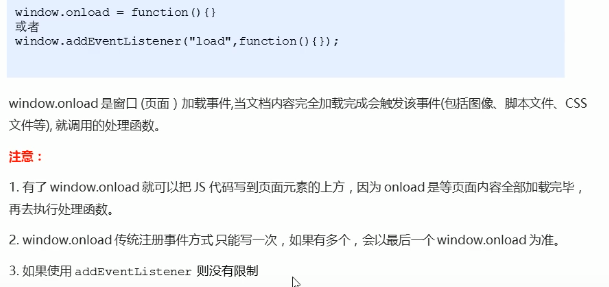 window.onload = function(){}
或者
window.addEventListener("load",function(){});
window.onload 是窗口 (页面）加载事件,当文档内容完全加载完成会触发该事件(包括图像、脚本文件、CSS
文件等), 就调用的处理函数。
注意：
1. 有了 window.onload 就可以把 JS 代码写到页面元素的上方，因为 onload 是等页面内容全部加载完毕，
再去执行处理函数。
2. window.onload 传统注册事件方式 只能写一次，如果有多个，会以最后一个 window.onload 为准。
3. 如果使用 addEventListener 则没有限制